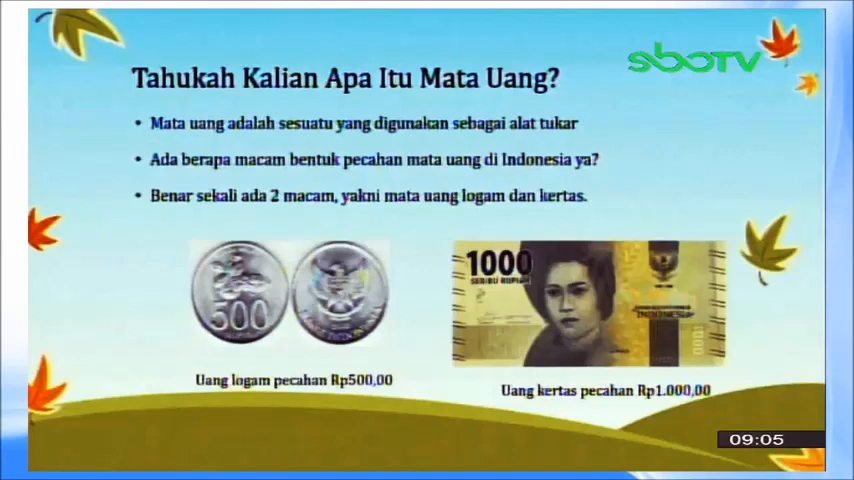 sboTV
Tahukah Kalian Apa Itu Mata Uang?
• Mata uang adalah sesuatu yang digunakan sebagai alat tukar
• Ada berapa macam bentuk pecahan mata uang di Indonesia ya?
• Benar sekali ada 2 macam, yakni mata uang logam dan kertas.
500
1000
SERIBU RUPIAH
INDONESIA
Uang logam pecahan Rp500,00
Uang kertas pecahan Rp1.000,00
09:05